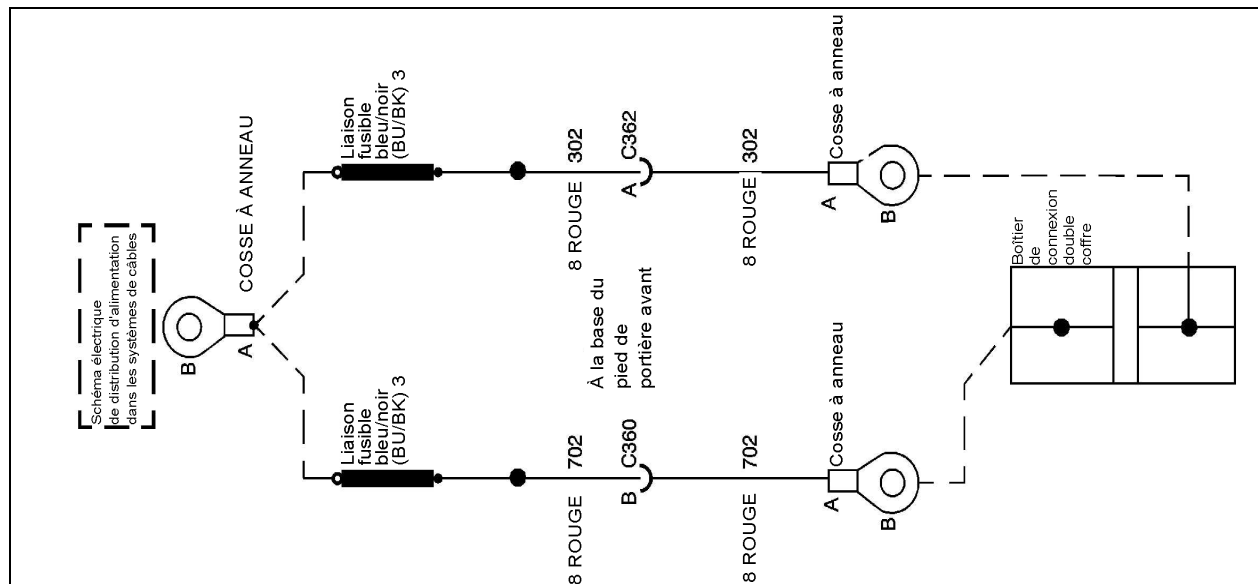 Schéma électrique
de distribution d'alimentation
dans les systèmes de câbles
B
A
COSSE À ANNEAU
Liaison
fusible
bleu/noir
(BU/BK) 3
Liaison
fusible
bleu/noir
(BU/BK) 3
8 ROUGE
702
8 ROUGE
302
B
C360
À la base du
pied de
portière avant
A
C362
8 ROUGE
702
8 ROUGE
302
A
Cosse à anneau
B
A
Cosse à anneau
B
Boîtier
de
connexion
double
coffre